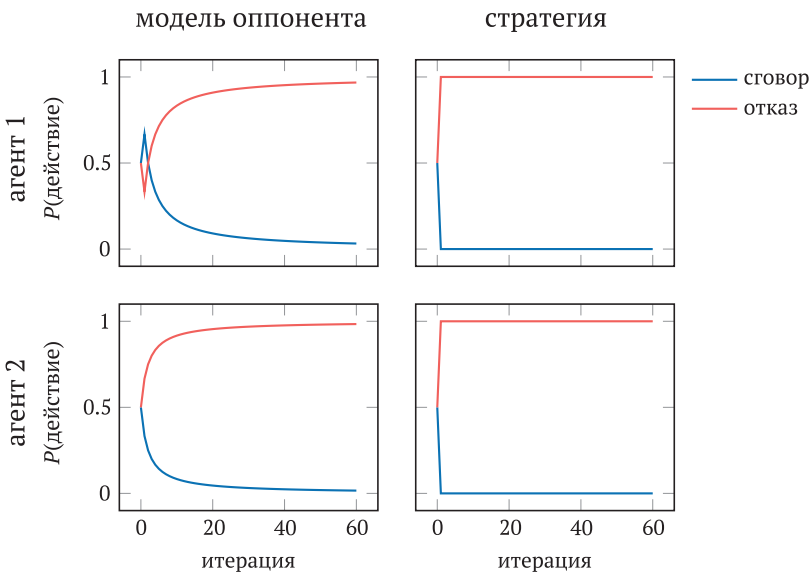 модель оппонента
стратегия
сговор
отказ
агент 1
P(действие)
1
0.5
0
агент 2
P(действие)
1
0.5
0
0 20 40 60
0 20 40 60
итерация
итерация